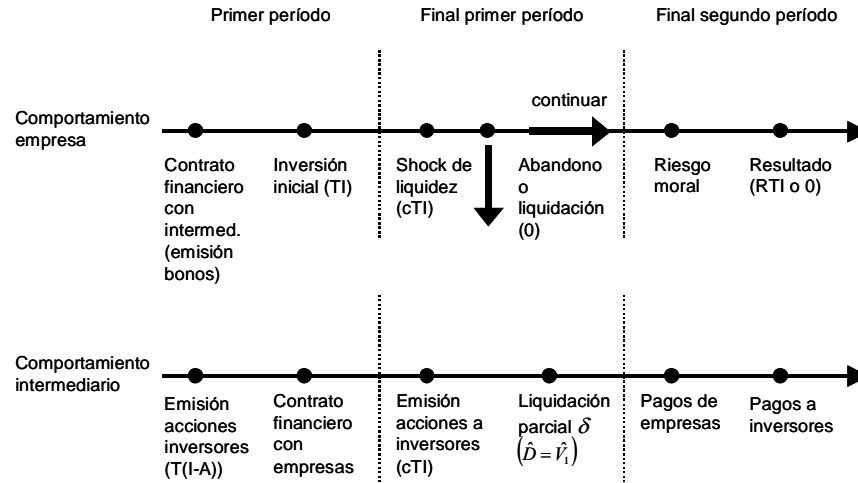 Primer período
Final primer período
Final segundo período
continuar
Comportamiento
empresa
Contrato
financiero
con
intermed.
(emisión
bonos)
Inversión
inicial (TI)
Shock de
liquidez
(cTI)
Abandono
o
liquidación
(0)
Riesgo
moral
Resultado
(RTI o 0)
Comportamiento
intermediario
Emisión
acciones
inversores
(T(I-A))
Contrato
financiero
con
empresas
Emisión
acciones a
inversores
(cTI)
Liquidación
parcial δ
(D̂ = V̂₁)
Pagos de
empresas
Pagos a
inversores